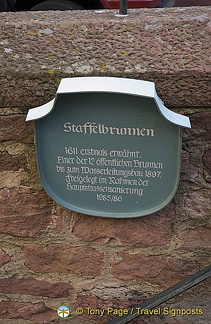 Staffelbrunnen
1611 erstmals erwähnt.
Einer der 12 öffentlichen Brunnen
bis zum Wasserleitungsbau 1897.
Freigelegt im Rahmen der
Hauptstrassensanierung
1985/86
© Tony Page / Travel Signposts